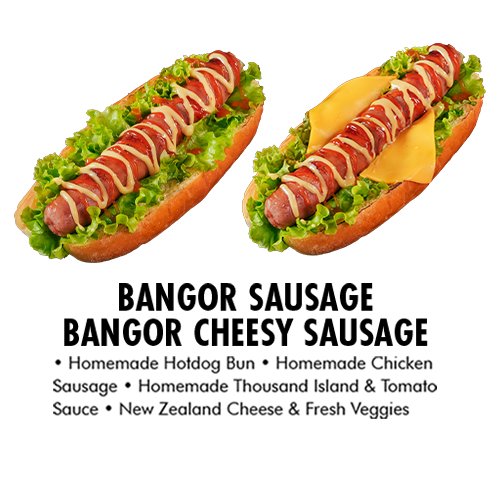 BANGOR SAUSAGE
BANGOR CHEESY SAUSAGE
• Homemade Hotdog Bun • Homemade Chicken
Sausage • Homemade Thousand Island & Tomato
Sauce • New Zealand Cheese & Fresh Veggies